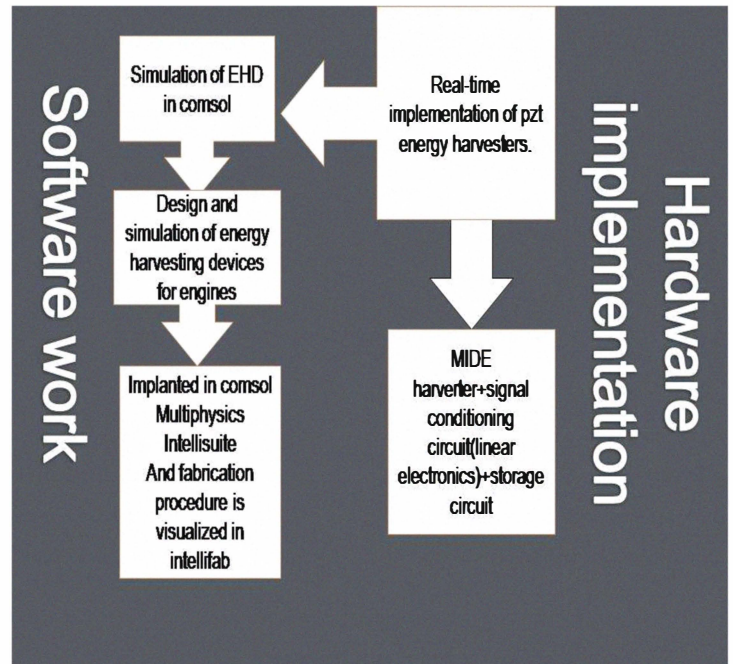 Software work
Simulation of EHD
in comsol
Design and
simulation of energy
harvesting devices
for engines
Implanted in comsol
Multiphysics
Intellisuite
And fabrication
procedure is
visualized in
intellifab
Real-time
implementation of pzt
energy harvesters.
MIDE
harverter+signal
conditioning
circuit(linear
electronics)+storage
circuit
Hardware
implementation